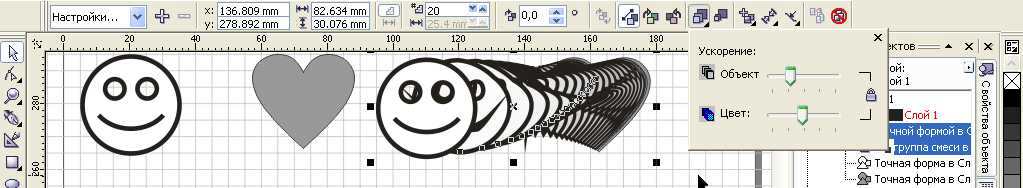 Настройки...
x: 136.809 mm
y: 278.892 mm
82.634 mm
30.076 mm
20
25.4 mm
0,0
0 20 40 60 80 100 120 140 160 180
280
260
Ускорение:
Объект
Цвет:
ектов
ой:
й 1
Слой 1
чной формой в С
группа смеси в
Точная форма в Сл
Точная форма в Сл
Свойства объекта